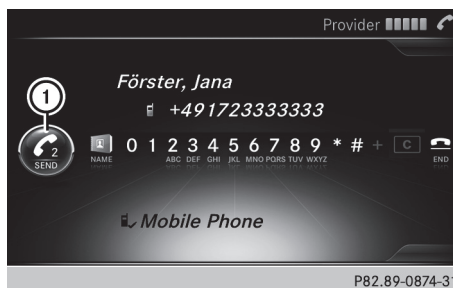 Provider
1
Förster, Jana
+491723333333
2
SEND
NAME
0 1 2 3 4 5 6 7 8 9 * # + C
ABC DEF GHI JKL MNO PQRS TUV WXYZ
END
Mobile Phone
P82.89-0874-31